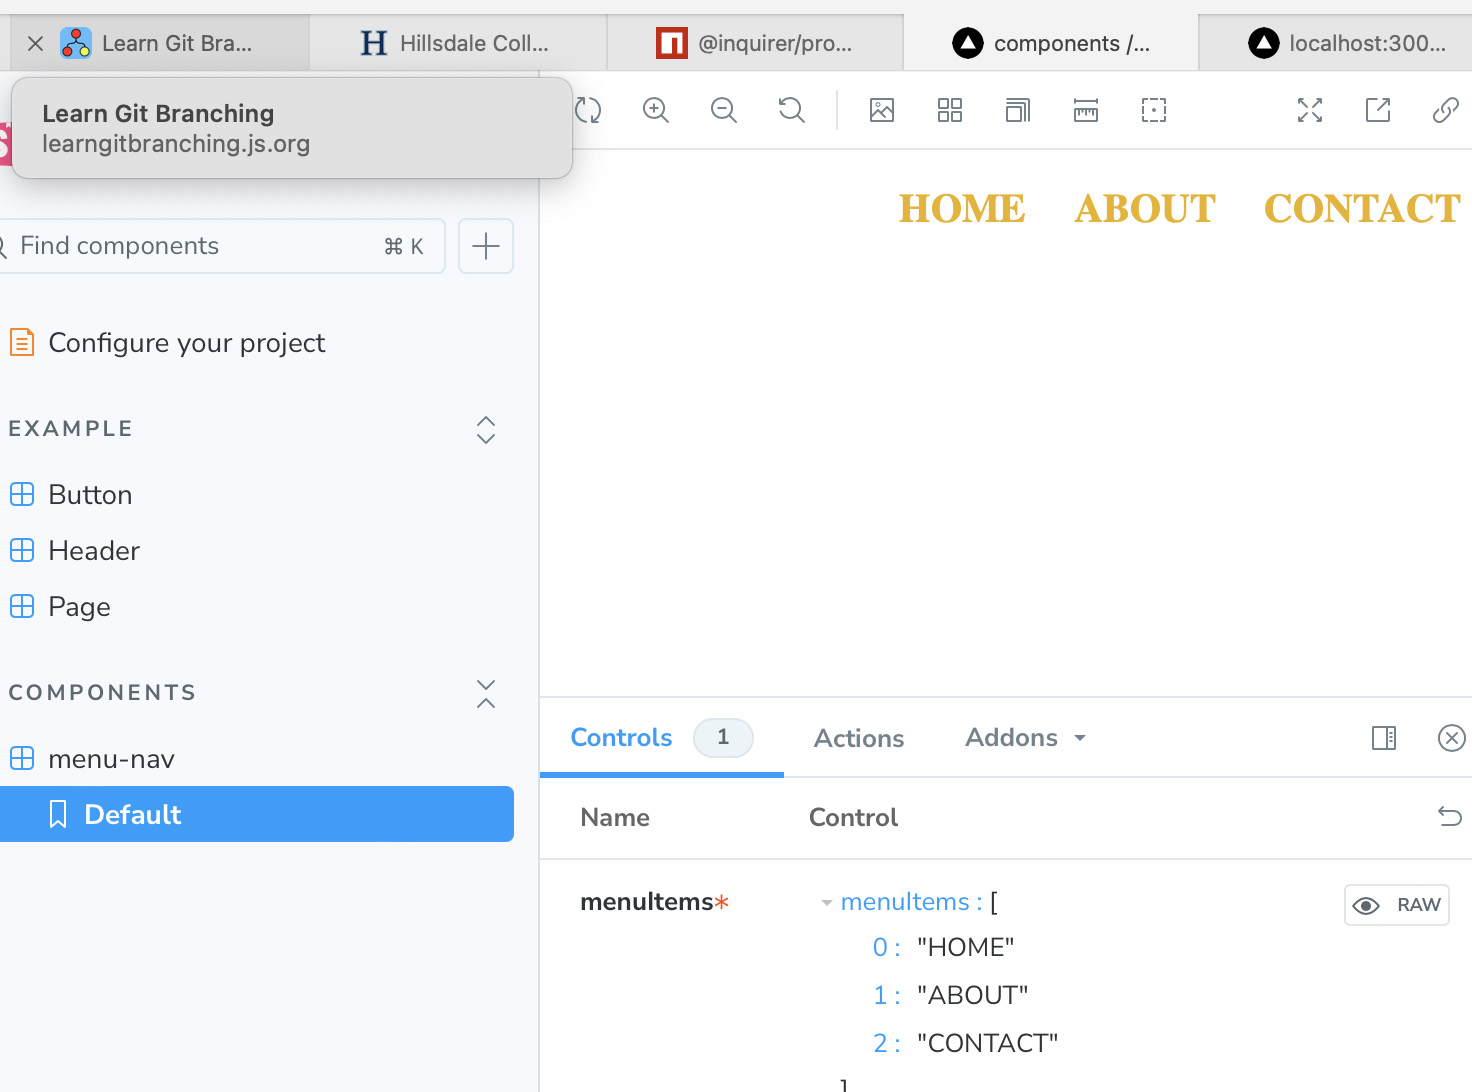 Learn Git Bra...
Hillsdale Coll...
@inquirer/pro...
components /...
localhost:300...
Learn Git Branching
learngitbranching.js.org
HOME ABOUT CONTACT
Find components ⌘ K
Configure your project
EXAMPLE
Button
Header
Page
COMPONENTS
menu-nav
Default
Controls 1 Actions Addons
Name Control
menuItems* menuItems : [ RAW
0 : "HOME"
1 : "ABOUT"
2 : "CONTACT"
]